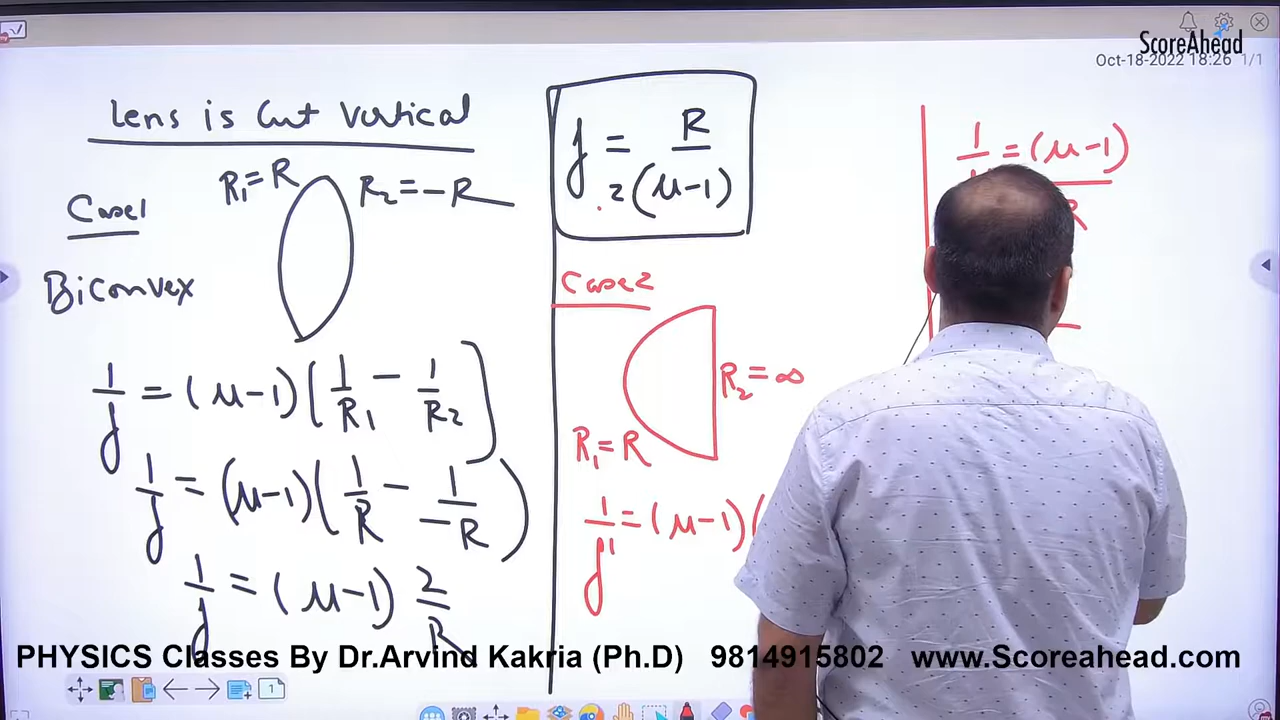 ScoreAhead
Oct-18-2022 18:26 1/1
Lens is Cut Vertical
Case1
R₁=R
R₂=-R
Biconvex
1/f = (μ-1)(1/R₁ - 1/R₂)
1/f = (μ-1)(1/R - 1/-R)
1/f = (μ-1) 2/R
f = R/2(μ-1)
Case2
R₂=∞
R₁=R
1/f' = (μ-1)(
= (μ-1)
R
PHYSICS Classes By Dr.Arvind Kakria (Ph.D) 9814915802 www.Scoreahead.com
1